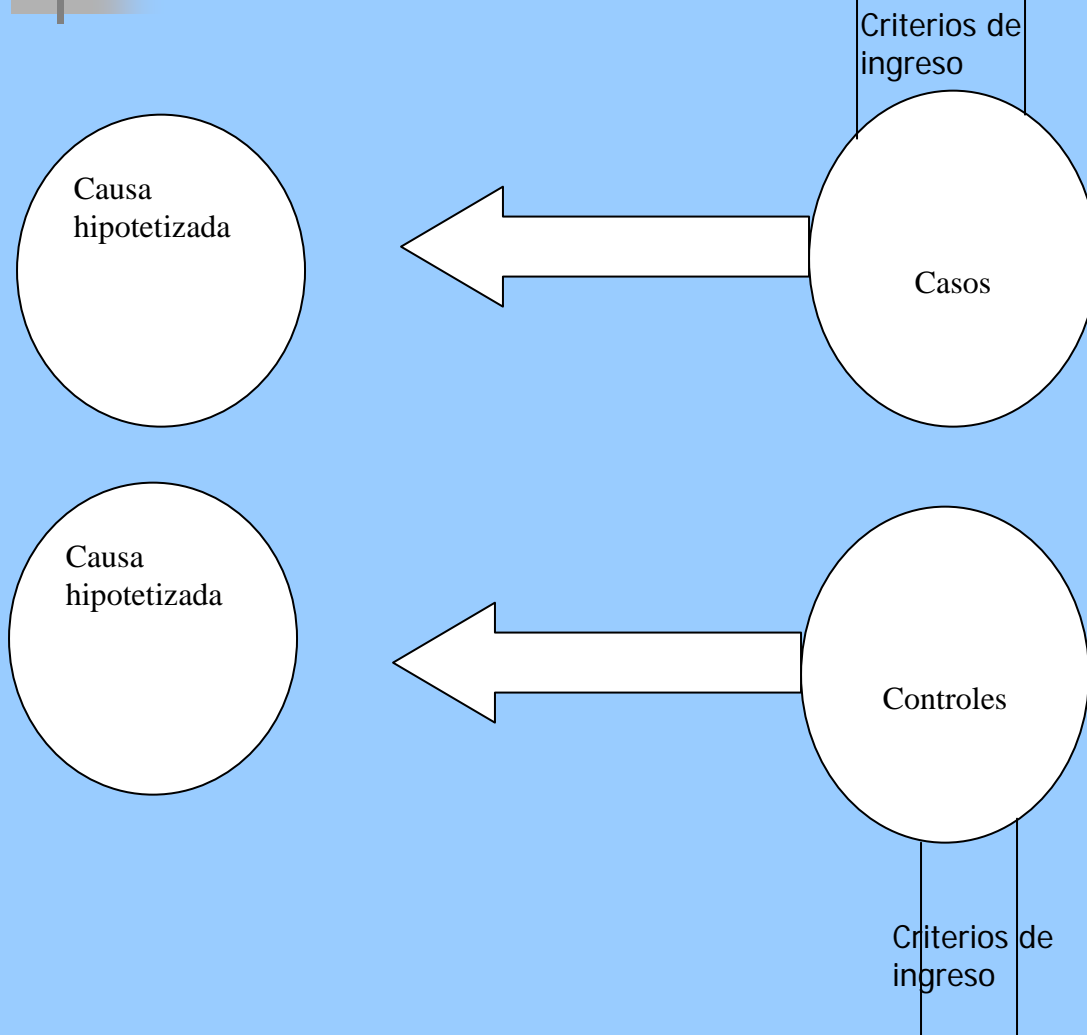 Criterios de
ingreso
Causa
hipotetizada
Casos
Causa
hipotetizada
Controles
Criterios de
ingreso